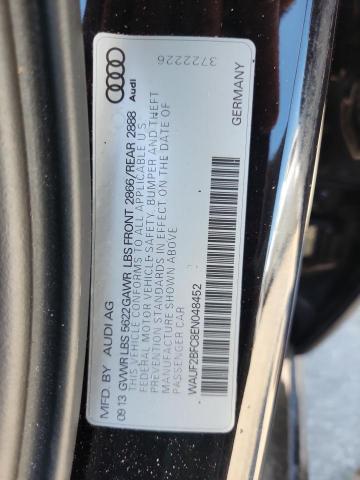 MFD. BY AUDI AG
09 13 GVWR LBS 5622 GAWR LBS FRONT 2866/REAR 2888
THIS VEHICLE CONFORMS TO ALL APPLICABLE U.S.
FEDERAL MOTOR VEHICLE SAFETY, BUMPER AND THEFT
PREVENTION STANDARDS IN EFFECT ON THE DATE OF
MANUFACTURE SHOWN ABOVE
PASSENGER CAR
WAUF2BFC8EN048452
Audi
3722226
GERMANY